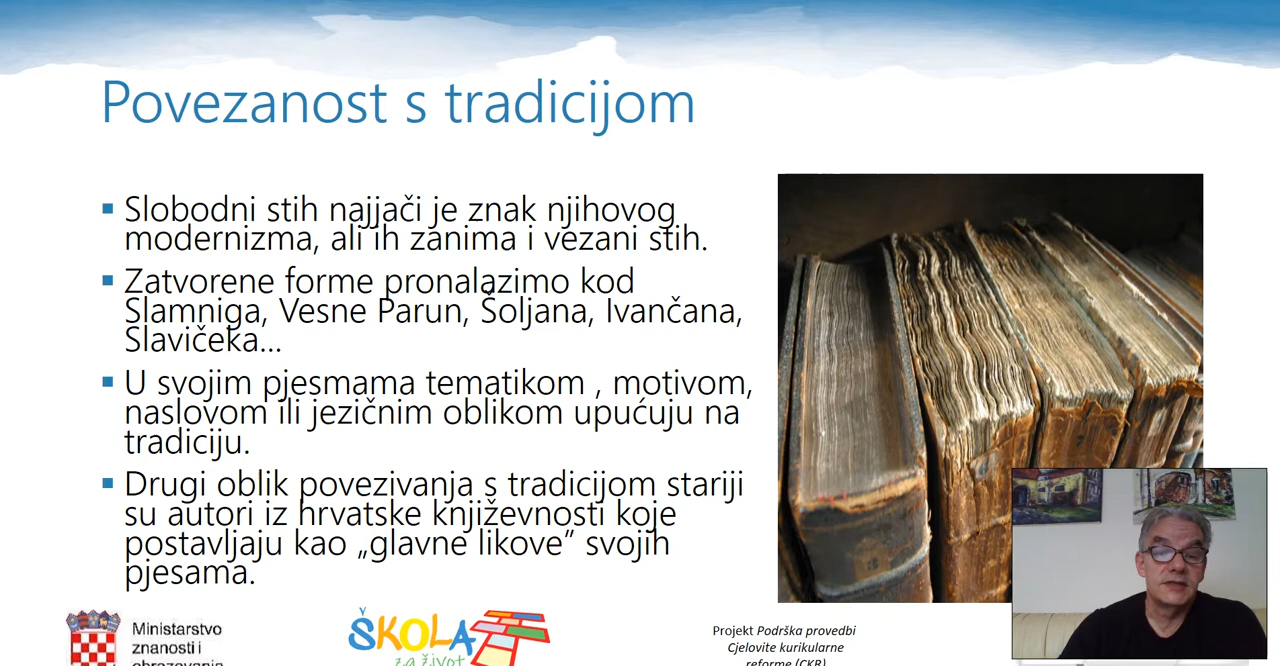 Povezanost s tradicijom
Slobodni stih najjači je znak njihovog
modernizma, ali ih zanima i vezani stih.
Zatvorene forme pronalazimo kod
Slamniga, Vesne Parun, Šoljana, Ivančana,
Slavičeka...
U svojim pjesmama tematikom , motivom,
naslovom ili jezičnim oblikom upućuju na
tradiciju.
Drugi oblik povezivanja s tradicijom stariji
su autori iz hrvatske književnosti koje
postavljaju kao „glavne likove” svojih
pjesama.
Ministarstvo
znanosti i
obrazovanja
ŠKOLA
za život
Projekt Podrška provedbi
Cjelovite kurikularne
reforme (CKR)